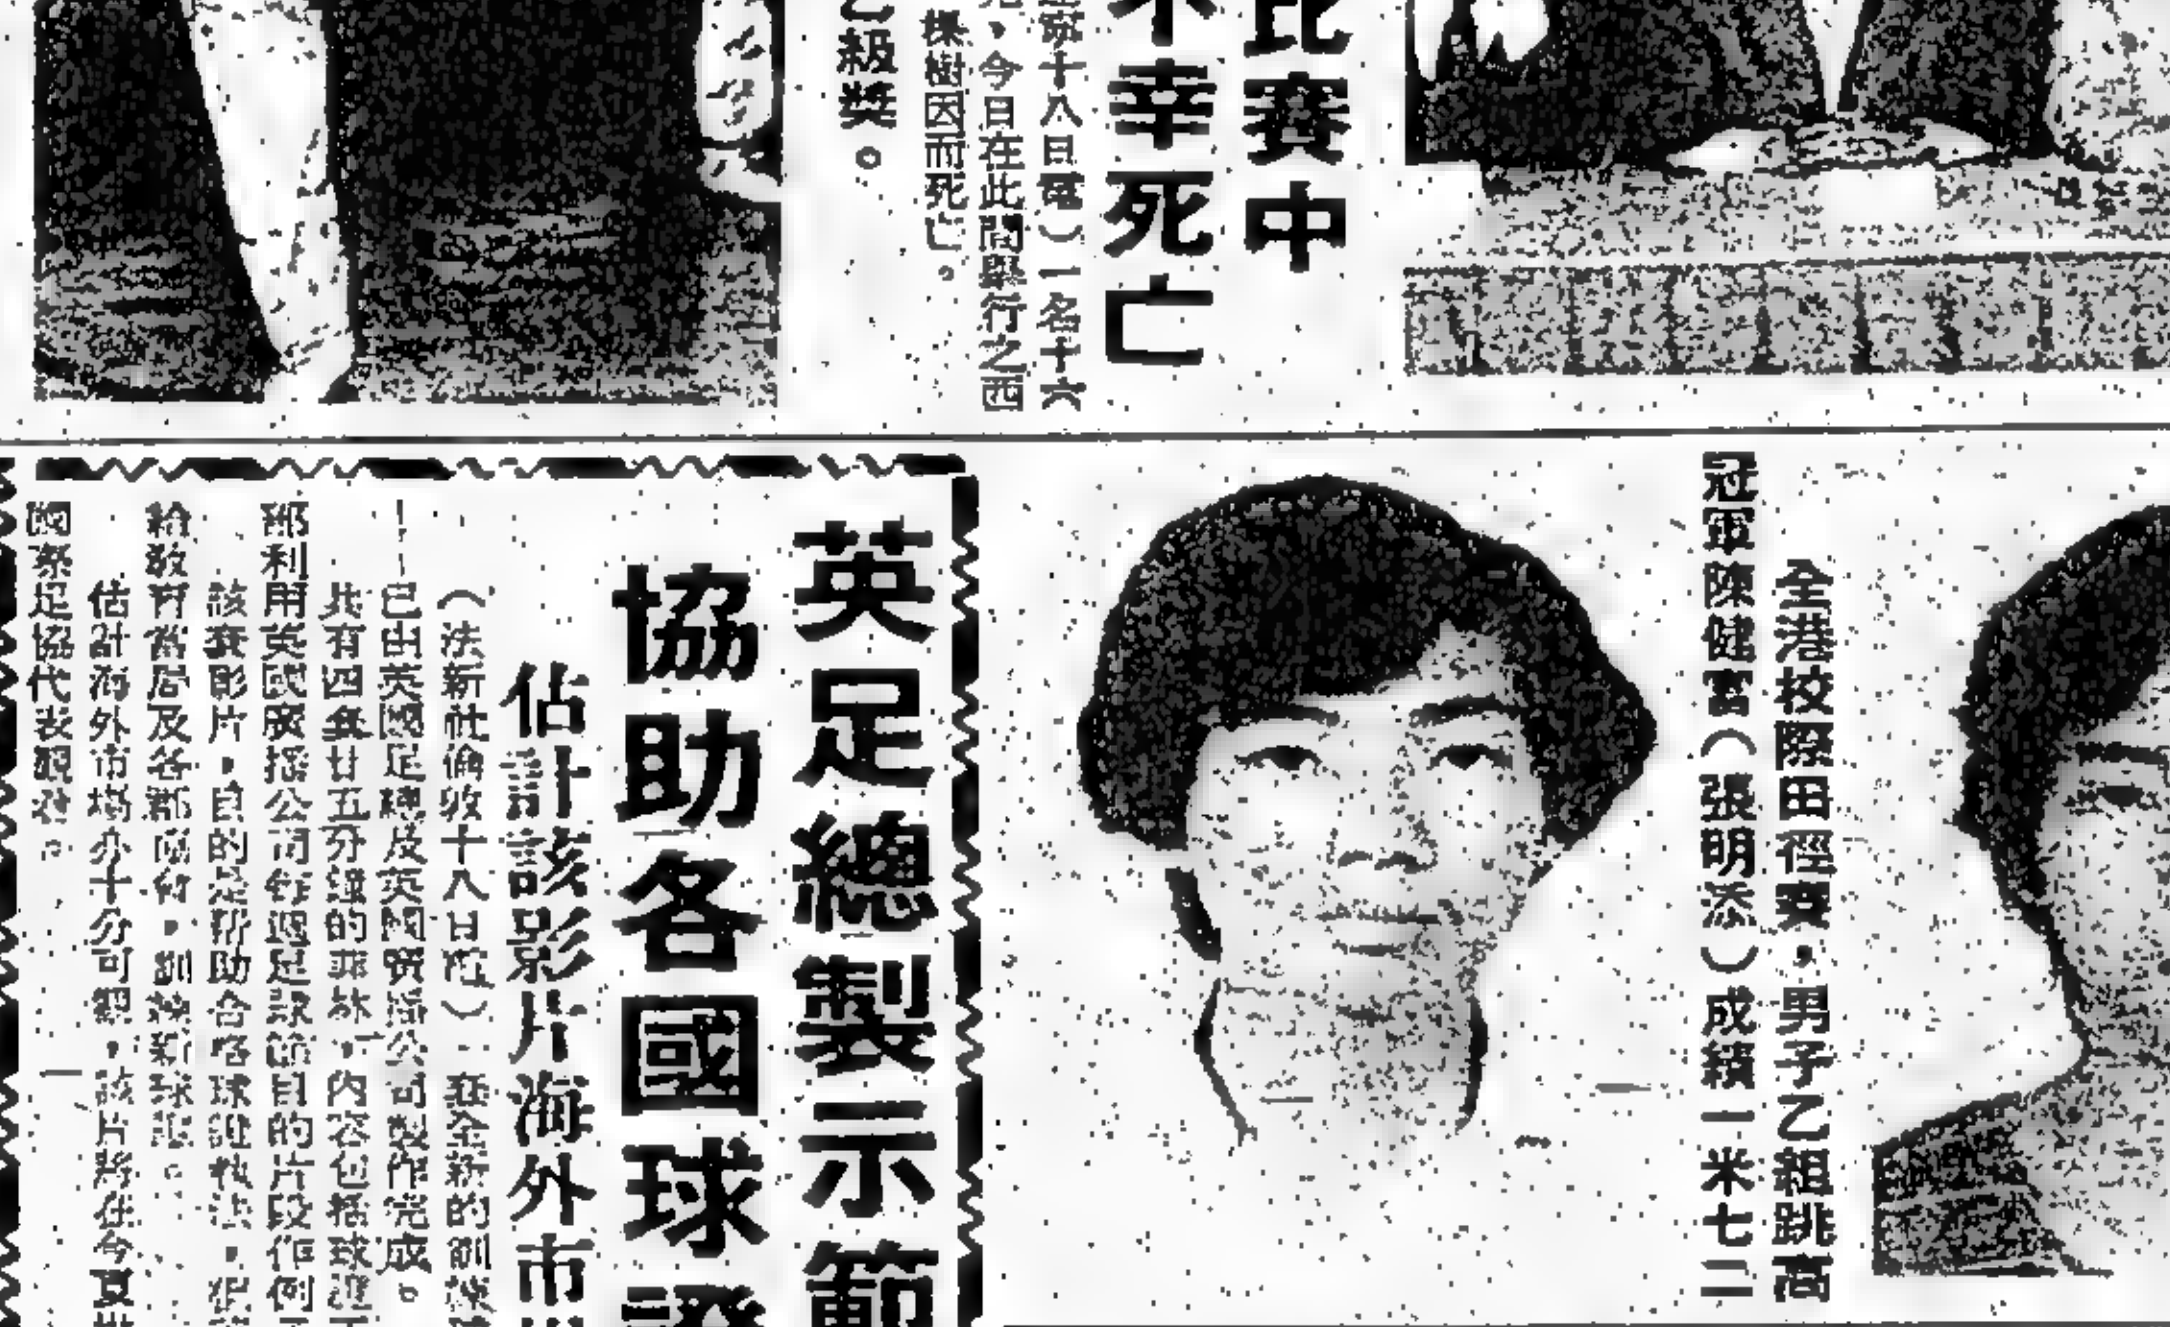 比賽中
不幸死亡
十八日電）一名十六
，今日在此間舉行之西
棵樹因而死亡。
乙級獎。
全港校際田徑賽，男子乙組跳高
冠軍陳健富（張明添）成績一米七二
英足總製示範
協助各國球
估計該影片海外市
（法新社倫敦十八日電）一套全新的訓練
已由英國足總及英國廣播公司製作完成。
共有四套廿五分鐘的菲林，內容包括球證
利用英國廣播公司每週足球節目的片段作例
該套影片，目的是幫助合格球證執法，
給教育當局及各郡協會，訓練新球證。
估計海外市場亦十分可觀，該片將在今夏世
國際足協代表觀看。